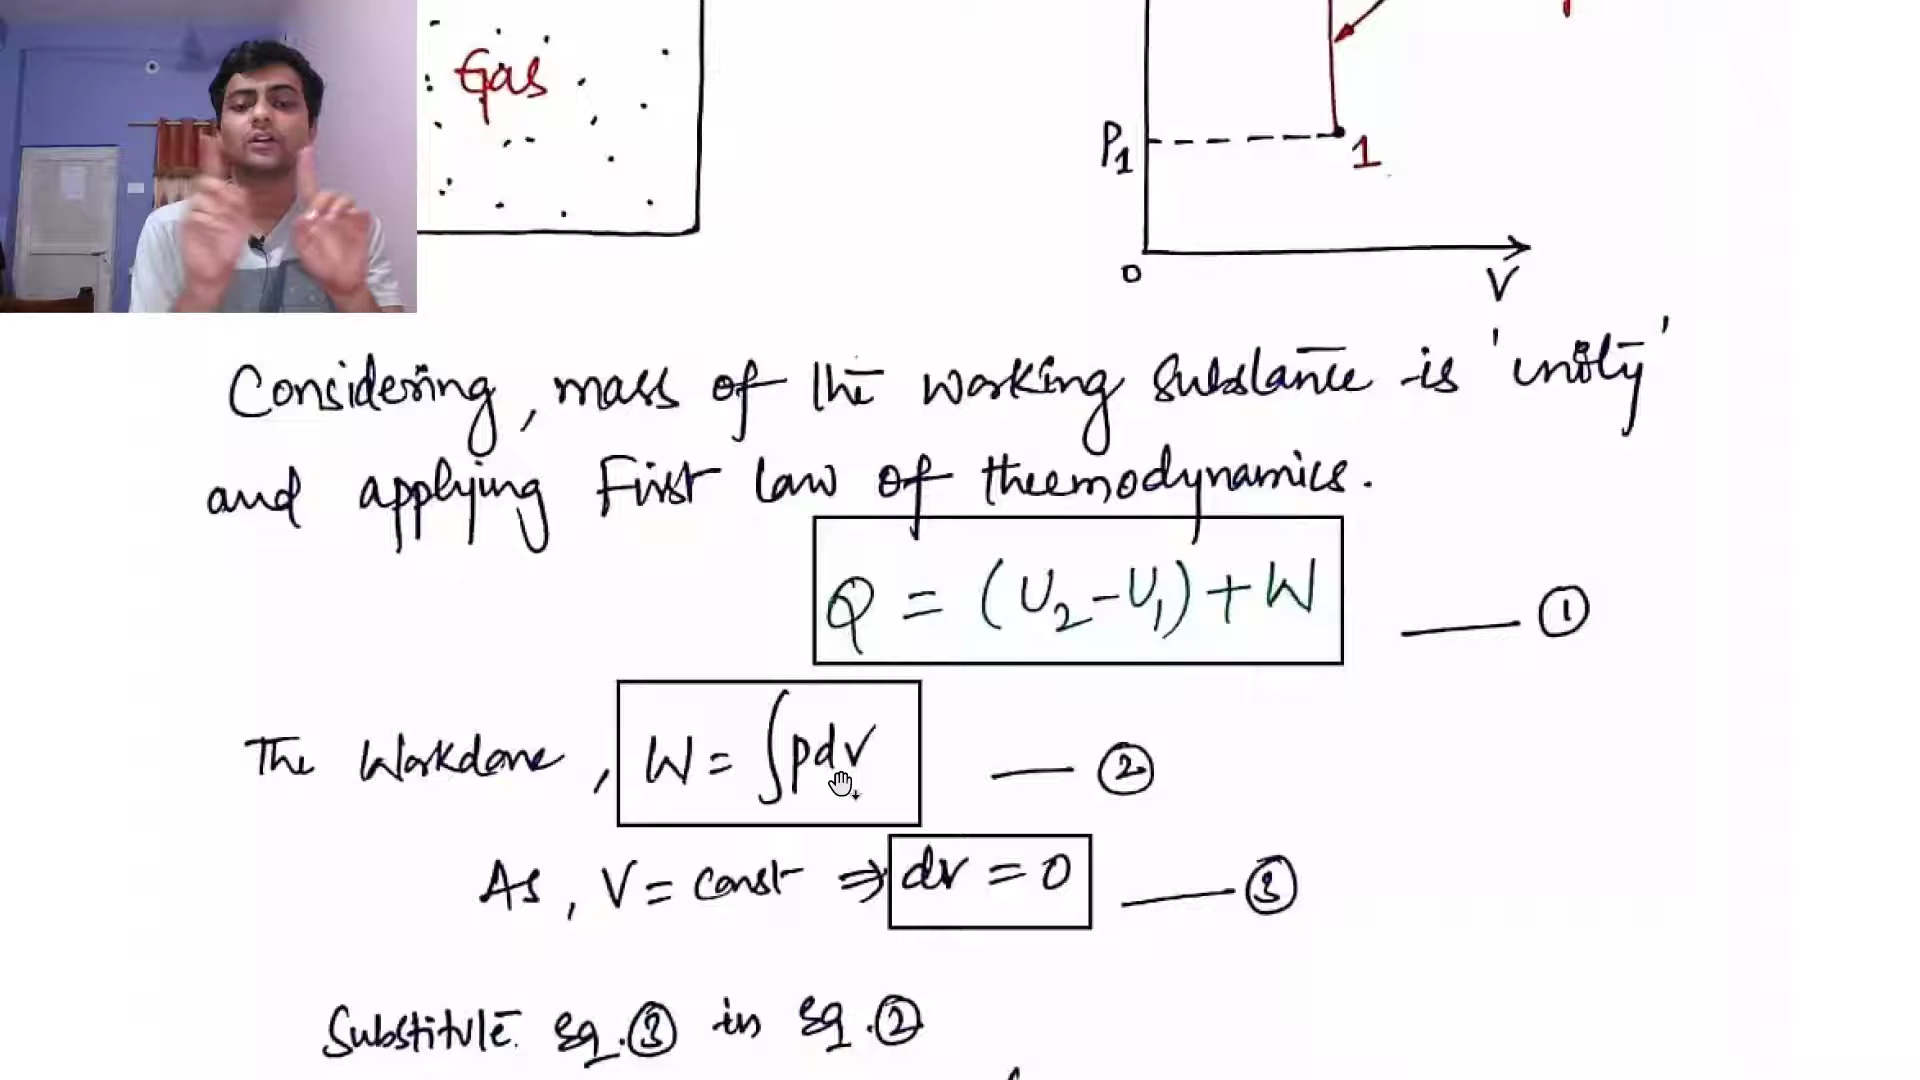 Gas
P1
1
0
V
Considering, mass of the working substance is 'unity'
and applying First Law of thermodynamics.
Q = (U2-U1)+W
①
The Workdone, W = ∫pdv
②
As, V = const ⇒ dv = 0
③
Substitute Eq.③ in Eq.②